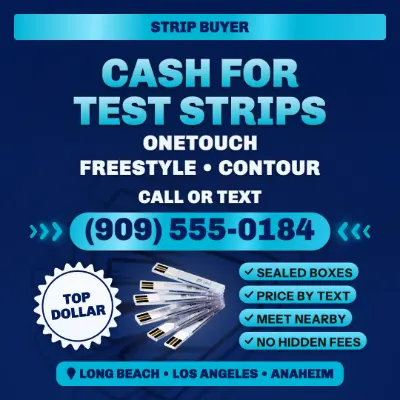 STRIP BUYER
CASH FOR
TEST STRIPS
ONETOUCH
FREESTYLE • CONTOUR
CALL OR TEXT
(909) 555-0184
TOP
DOLLAR
SEALED BOXES
PRICE BY TEXT
MEET NEARBY
NO HIDDEN FEES
LONG BEACH • LOS ANGELES • ANAHEIM